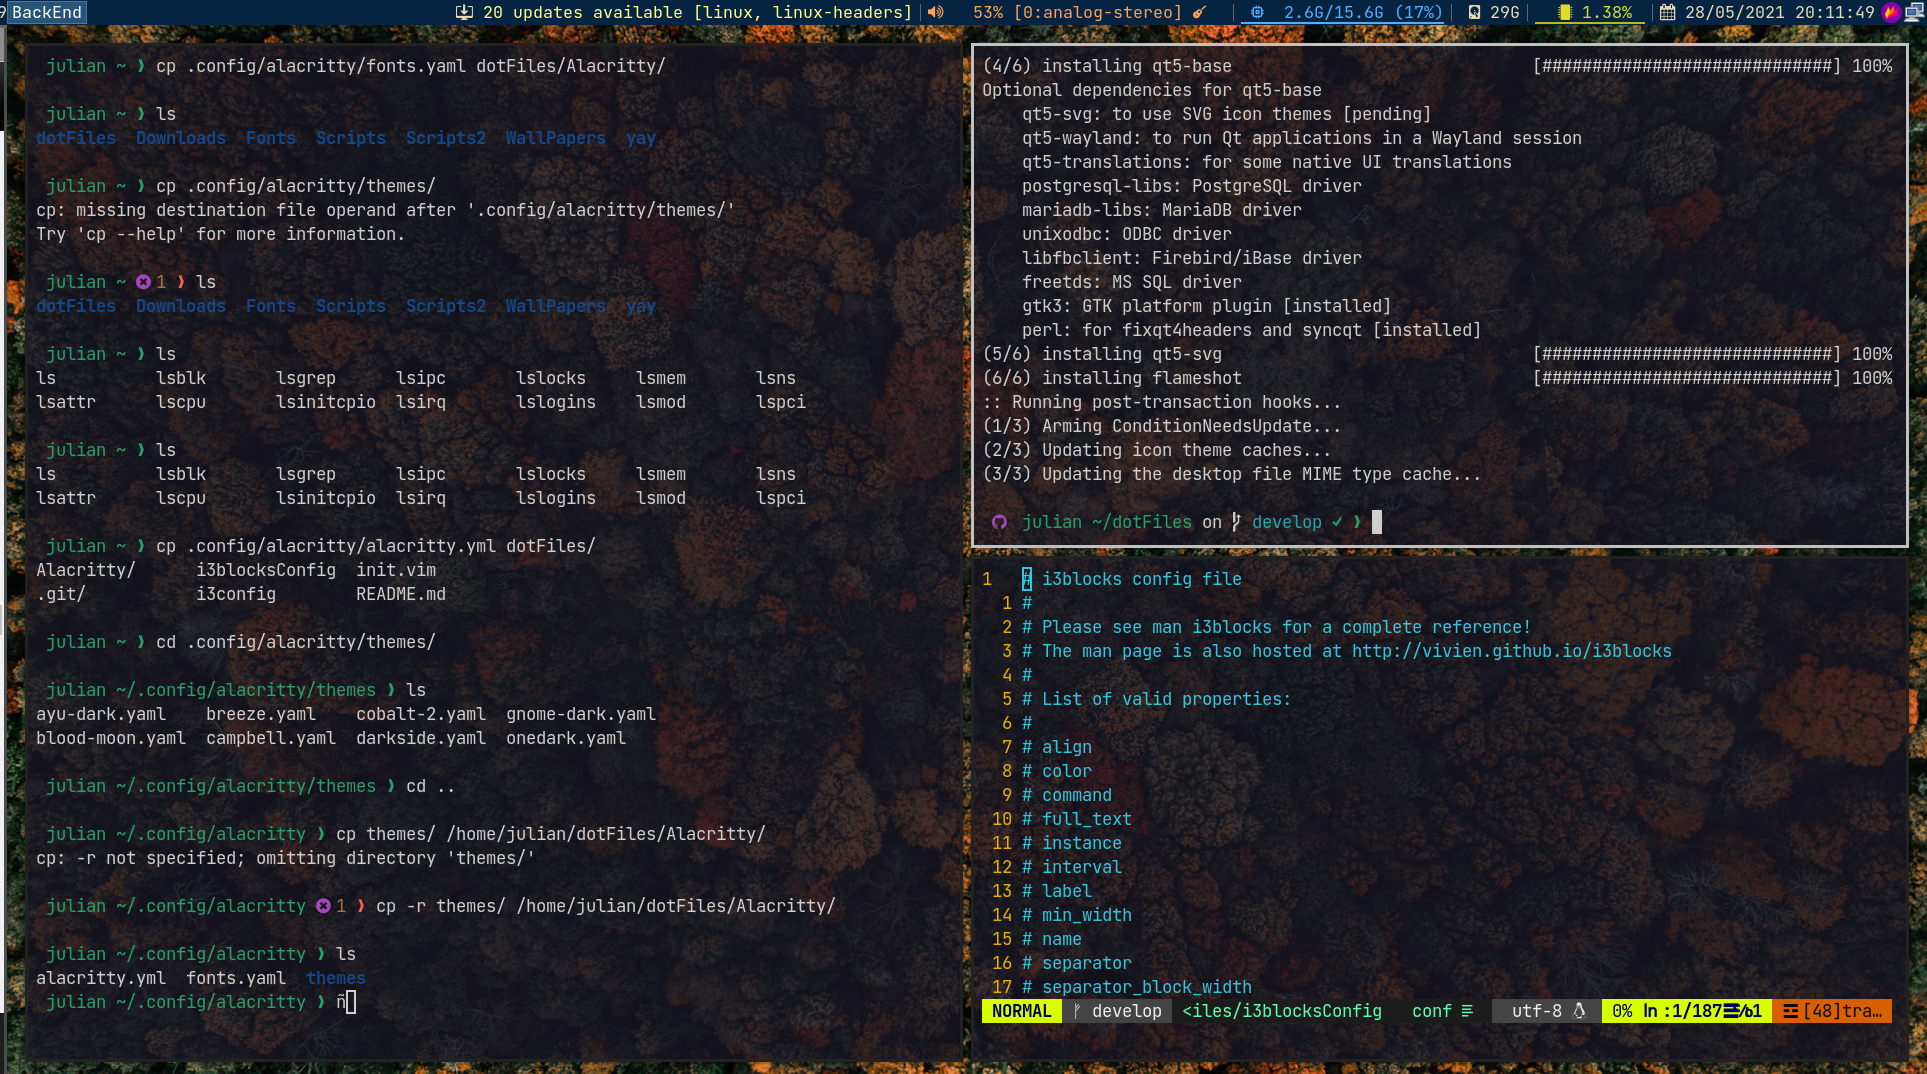 9 BackEnd 20 updates available [linux, linux-headers] 53% [0:analog-stereo] 2.6G/15.6G (17%) 29G 1.38% 28/05/2021 20:11:49
julian ~ ❯ cp .config/alacritty/fonts.yaml dotFiles/Alacritty/
julian ~ ❯ ls
dotFiles  Downloads  Fonts  Scripts  Scripts2  WallPapers  yay
julian ~ ❯ cp .config/alacritty/themes/
cp: missing destination file operand after '.config/alacritty/themes/'
Try 'cp --help' for more information.
julian ~ ✖ 1 ❯ ls
dotFiles  Downloads  Fonts  Scripts  Scripts2  WallPapers  yay
julian ~ ❯ ls
ls          lsblk       lsgrep      lsipc       lslocks     lsmem       lsns
lsattr      lscpu       lsinitcpio  lsirq       lslogins    lsmod       lspci
julian ~ ❯ ls
ls          lsblk       lsgrep      lsipc       lslocks     lsmem       lsns
lsattr      lscpu       lsinitcpio  lsirq       lslogins    lsmod       lspci
julian ~ ❯ cp .config/alacritty/alacritty.yml dotFiles/
Alacritty/      i3blocksConfig  init.vim
.git/           i3config        README.md
julian ~ ❯ cd .config/alacritty/themes/
julian ~/.config/alacritty/themes ❯ ls
ayu-dark.yaml    breeze.yaml    cobalt-2.yaml  gnome-dark.yaml
blood-moon.yaml  campbell.yaml  darkside.yaml  onedark.yaml
julian ~/.config/alacritty/themes ❯ cd ..
julian ~/.config/alacritty ❯ cp themes/ /home/julian/dotFiles/Alacritty/
cp: -r not specified; omitting directory 'themes/'
julian ~/.config/alacritty ✖ 1 ❯ cp -r themes/ /home/julian/dotFiles/Alacritty/
julian ~/.config/alacritty ❯ ls
alacritty.yml  fonts.yaml  themes
julian ~/.config/alacritty ❯ ñ
(4/6) installing qt5-base [#############################] 100%
Optional dependencies for qt5-base
qt5-svg: to use SVG icon themes [pending]
qt5-wayland: to run Qt applications in a Wayland session
qt5-translations: for some native UI translations
postgresql-libs: PostgreSQL driver
mariadb-libs: MariaDB driver
unixodbc: ODBC driver
libfbclient: Firebird/iBase driver
freetds: MS SQL driver
gtk3: GTK platform plugin [installed]
perl: for fixqt4headers and syncqt [installed]
(5/6) installing qt5-svg [#############################] 100%
(6/6) installing flameshot [#############################] 100%
:: Running post-transaction hooks...
(1/3) Arming ConditionNeedsUpdate...
(2/3) Updating icon theme caches...
(3/3) Updating the desktop file MIME type cache...
julian ~/dotFiles on develop ✓ ❯
1   # i3blocks config file
1 #
2 # Please see man i3blocks for a complete reference!
3 # The man page is also hosted at http://vivien.github.io/i3blocks
4 #
5 # List of valid properties:
6 #
7 # align
8 # color
9 # command
10 # full_text
11 # instance
12 # interval
13 # label
14 # min_width
15 # name
16 # separator
17 # separator_block_width
NORMAL develop <iles/i3blocksConfig conf utf-8 0% ln :1/187☰℅1 [48]tra…